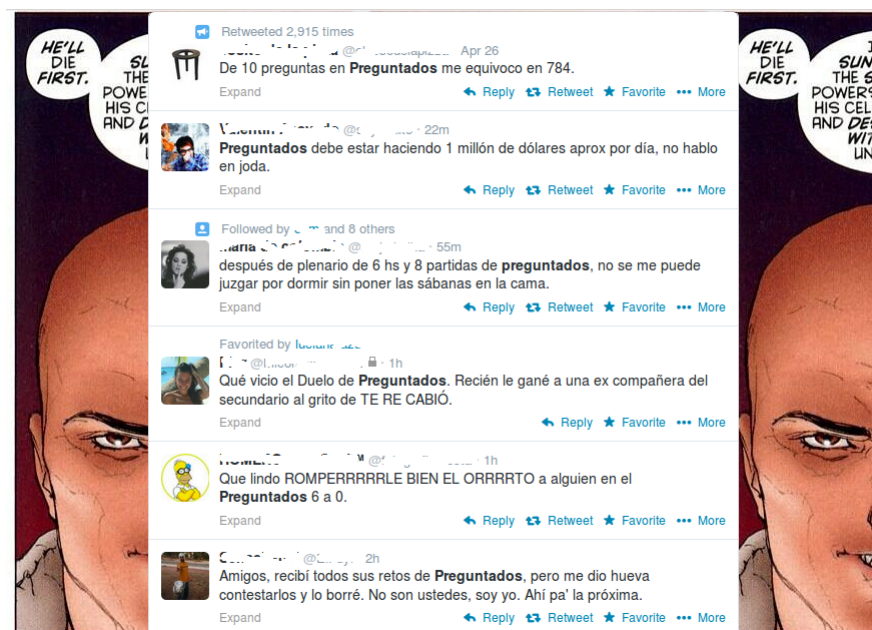 HE'LL
DIE
FIRST.
POWER
HIS
AND
Retweeted 2,915 times
Apr 26
De 10 preguntas en Preguntados me equivoco en 784.
Expand Reply Retweet Favorite More
22m
Preguntados debe estar haciendo 1 millón de dólares aprox por día, no hablo
en joda.
Expand Reply Retweet Favorite More
Followed by and 8 others
55m
después de plenario de 6 hs y 8 partidas de preguntados, no se me puede
juzgar por dormir sin poner las sábanas en la cama.
Expand Reply Retweet Favorite More
Favorited by
1h
Qué vicio el Duelo de Preguntados. Recién le gané a una ex compañera del
secundario al grito de TE RE CABIÓ.
Expand Reply Favorite More
1h
Que lindo ROMPERRRRRLE BIEN EL ORRRRTO a alguien en el
Preguntados 6 a 0.
Expand Reply Retweet Favorite More
2h
Amigos, recibí todos sus retos de Preguntados, pero me dio hueva
contestarlos y lo borré. No son ustedes, soy yo. Ahí pa' la próxima.
Expand Reply Retweet Favorite More
HE'LL
DIE
FIRST.
SUN
THE
POWERS
HIS CEL
AND